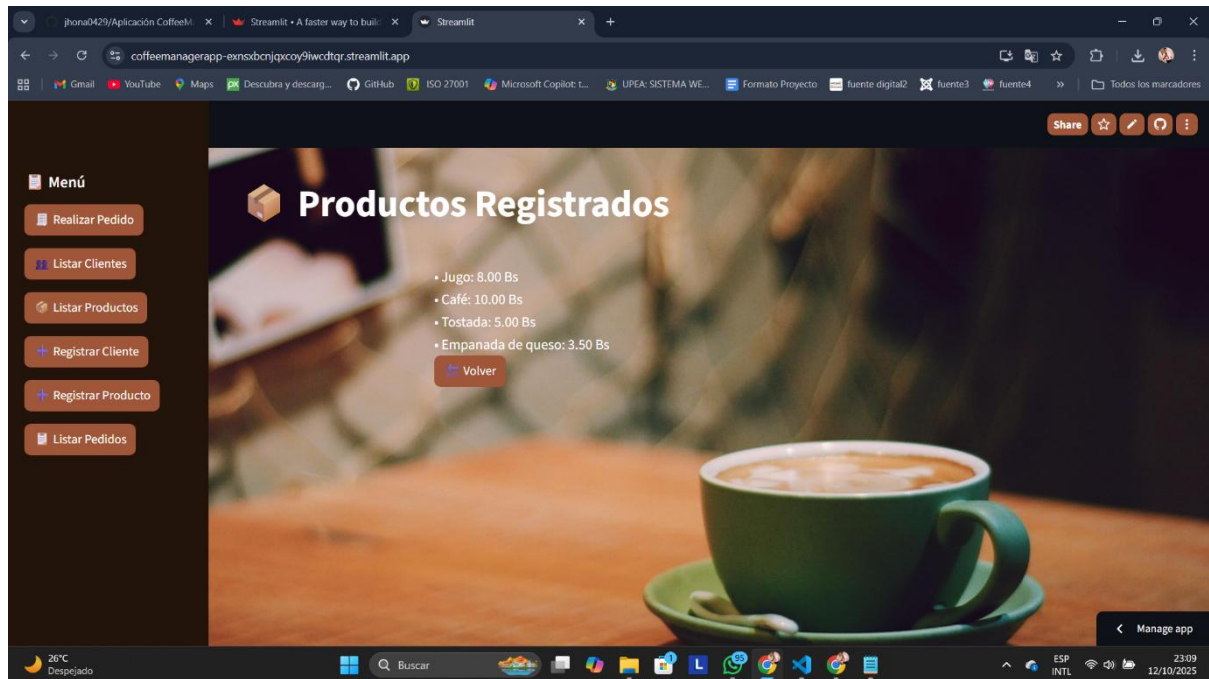 jhona0429/Aplicación CoffeeM
Streamlit • A faster way to build
Streamlit
coffeemanagerapp-exnsxbcnjqxcoy9iwcdtqr.streamlit.app
Gmail
YouTube
Maps
Descubra y descarg...
GitHub
ISO 27001
Microsoft Copilot: t...
UPEA: SISTEMA WE...
Formato Proyecto
fuente digital2
fuente3
fuente4
Todos los marcadores
Share
Menú
Realizar Pedido
Listar Clientes
Listar Productos
Registrar Cliente
Registrar Producto
Listar Pedidos
Productos Registrados
• Jugo: 8.00 Bs
• Café: 10.00 Bs
• Tostada: 5.00 Bs
• Empanada de queso: 3.50 Bs
Volver
Manage app
26°C
Despejado
Buscar
95
ESP
INTL
23:09
12/10/2025